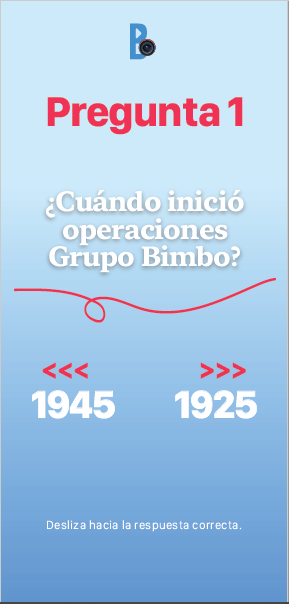 B
Pregunta 1
¿Cuándo inició
operaciones
Grupo Bimbo?
<<< >>>
1945 1925
Desliza hacia la respuesta correcta.